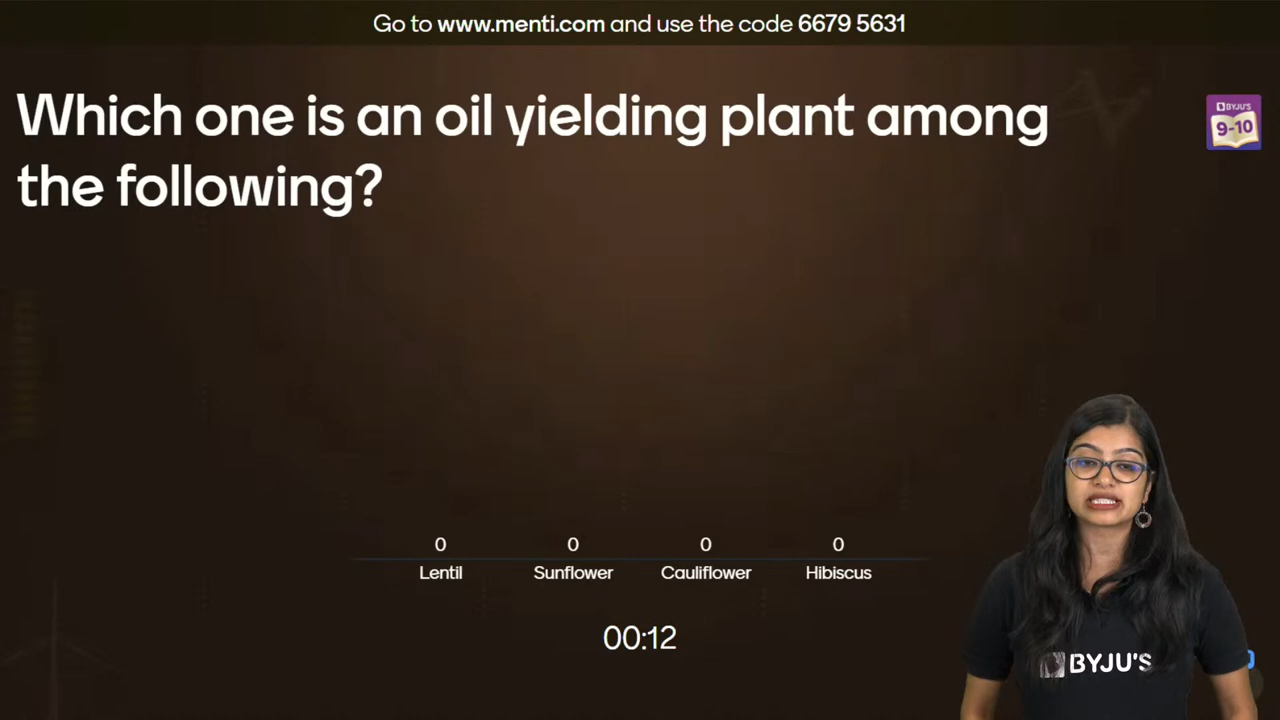 Go to www.menti.com and use the code 6679 5631
Which one is an oil yielding plant among
the following?
BYJU'S
9-10
0 0 0 0
Lentil Sunflower Cauliflower Hibiscus
00:12
BYJU'S